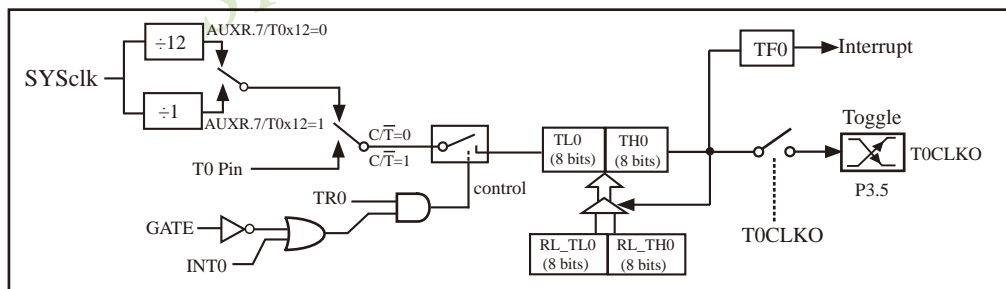 ÷12
AUXR.7/T0x12=0
SYSclk
÷1
AUXR.7/T0x12=1
T0 Pin
C/T̅=0
C/T̅=1
TR0
GATE
INT0
control
TL0
(8 bits)
TH0
(8 bits)
RL_TL0
(8 bits)
RL_TH0
(8 bits)
TF0
Interrupt
Toggle
T0CLKO
P3.5
T0CLKO